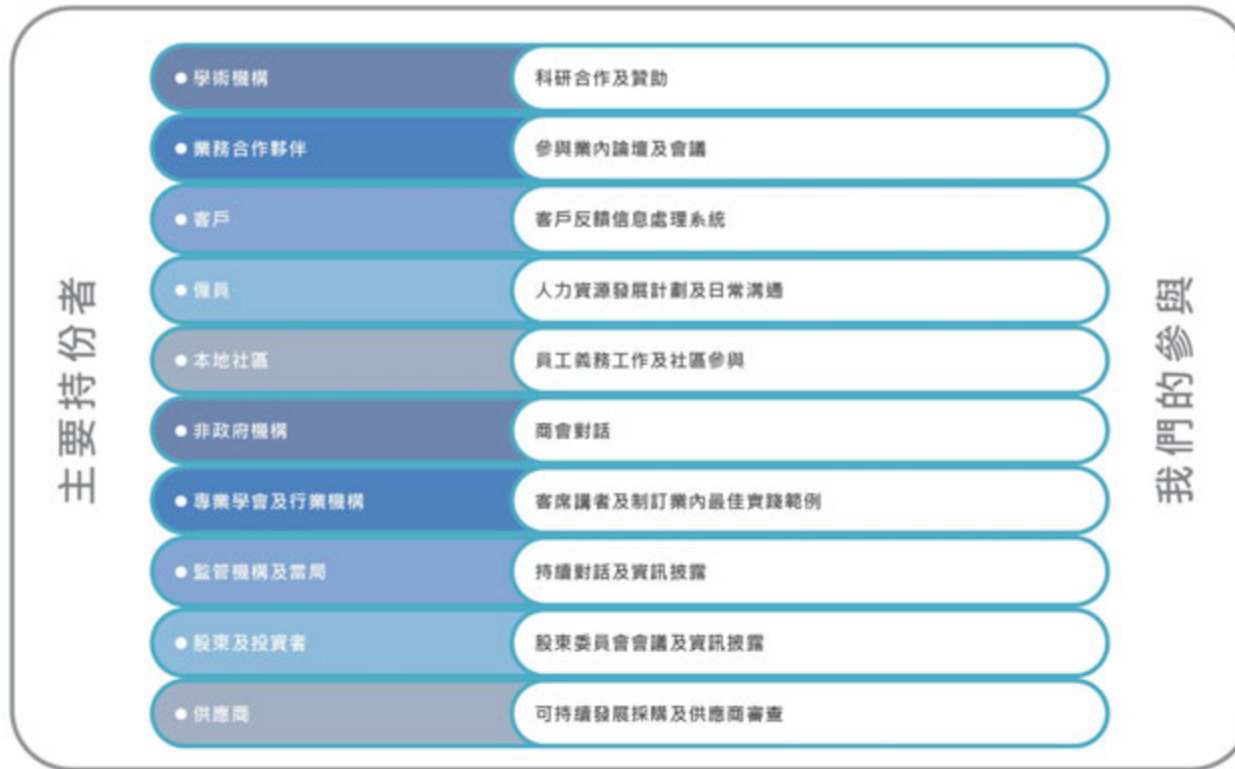 主要持份者
● 學術機構 科研合作及贊助
● 業務合作夥伴 參與業內論壇及會議
● 客戶 客戶反饋信息處理系統
● 僱員 人力資源發展計劃及日常溝通
● 本地社區 員工義務工作及社區參與
● 非政府機構 商會對話
● 專業學會及行業機構 客席講者及制訂業內最佳實踐範例
● 監管機構及當局 持續對話及資訊披露
● 股東及投資者 股東委員會會議及資訊披露
● 供應商 可持續發展採購及供應商審查
我們的參與